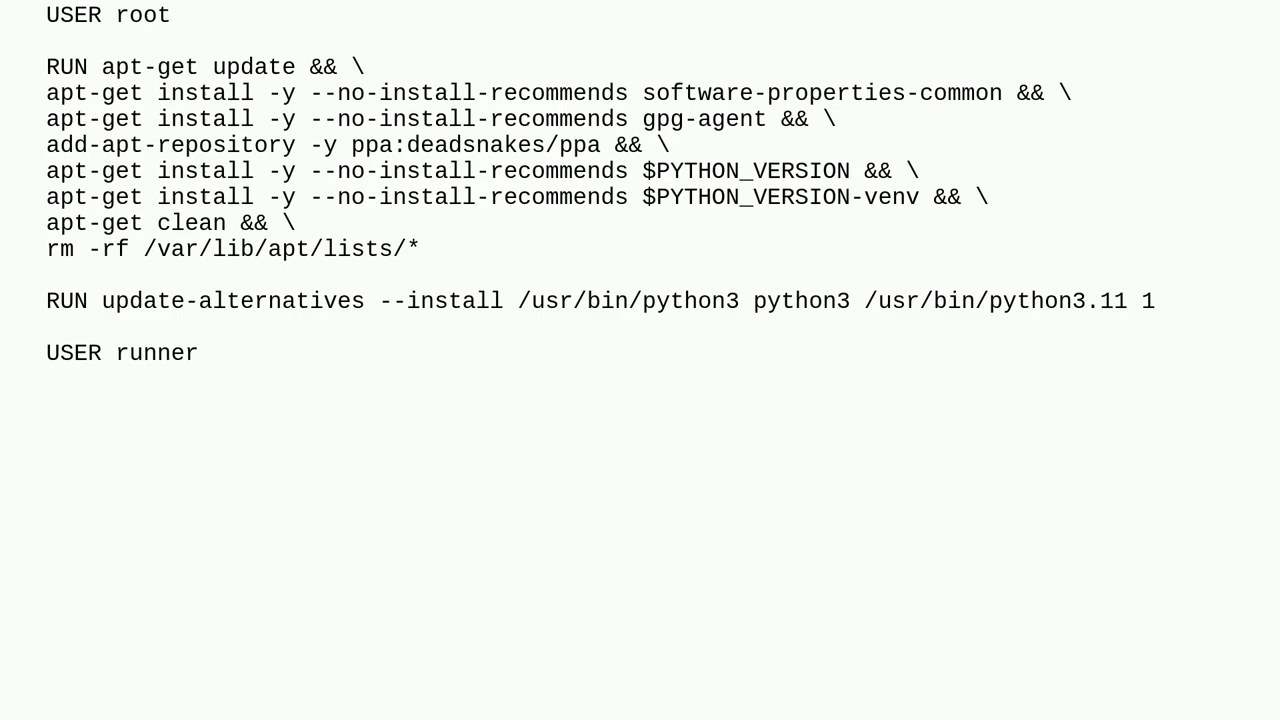 USER root
RUN apt-get update && \
apt-get install -y --no-install-recommends software-properties-common && \
apt-get install -y --no-install-recommends gpg-agent && \
add-apt-repository -y ppa:deadsnakes/ppa && \
apt-get install -y --no-install-recommends $PYTHON_VERSION && \
apt-get install -y --no-install-recommends $PYTHON_VERSION-venv && \
apt-get clean && \
rm -rf /var/lib/apt/lists/*
RUN update-alternatives --install /usr/bin/python3 python3 /usr/bin/python3.11 1
USER runner